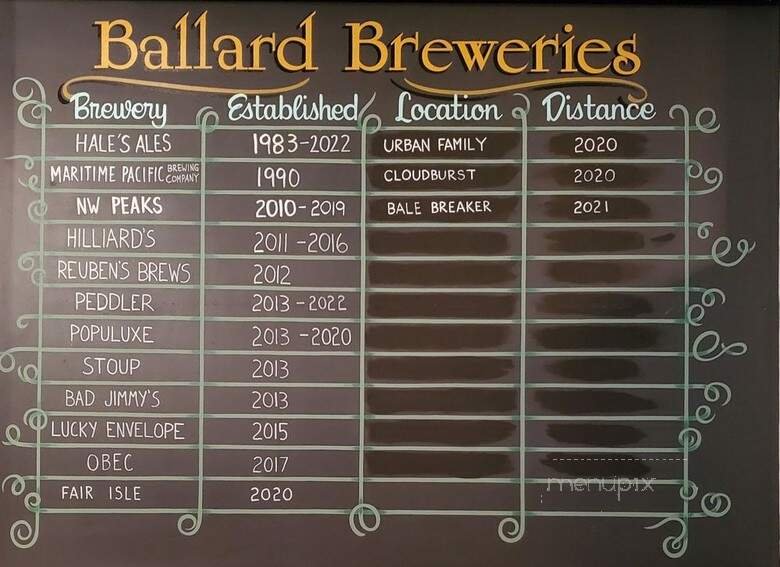 Ballard Breweries
Brewery Established Location Distance
HALE'S ALES 1983-2022 URBAN FAMILY 2020
MARITIME PACIFIC BREWING COMPANY 1990 CLOUDBURST 2020
NW PEAKS 2010-2019 BALE BREAKER 2021
HILLIARD'S 2011-2016
REUBEN'S BREWS 2012
PEDDLER 2013-2022
POPULUXE 2013-2020
STOUP 2013
BAD JIMMY'S 2013
LUCKY ENVELOPE 2015
OBEC 2017
menupix
FAIR ISLE 2020